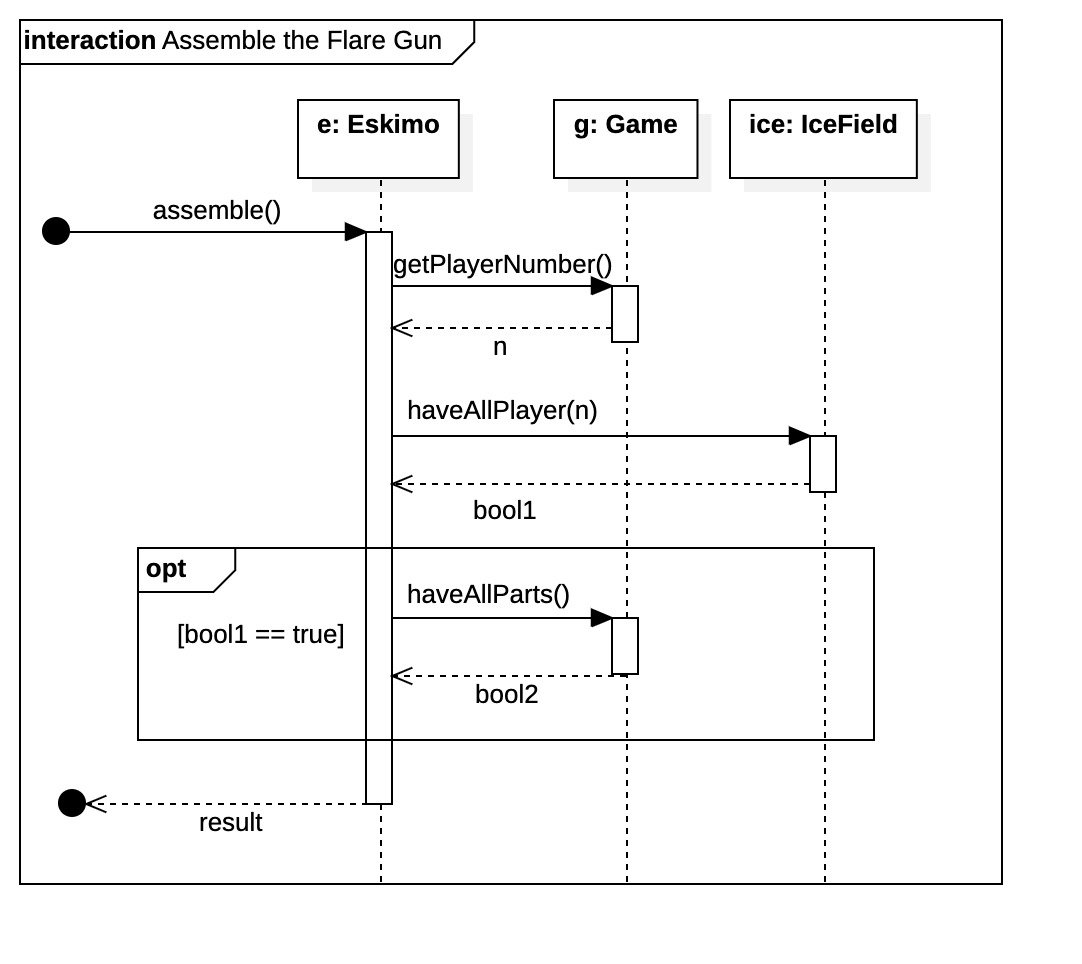 interaction Assemble the Flare Gun
e: Eskimo
g: Game
ice: IceField
assemble()
getPlayerNumber()
n
haveAllPlayer(n)
bool1
opt
haveAllParts()
[bool1 == true]
bool2
result